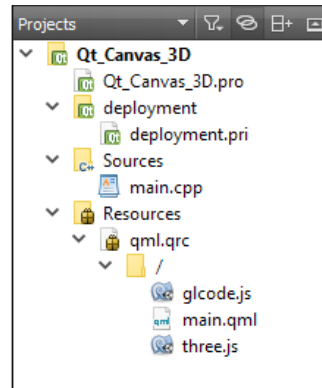 Projects
Qt_Canvas_3D
Qt_Canvas_3D.pro
deployment
deployment.pri
Sources
main.cpp
Resources
qml.qrc
/
glcode.js
main.qml
three.js